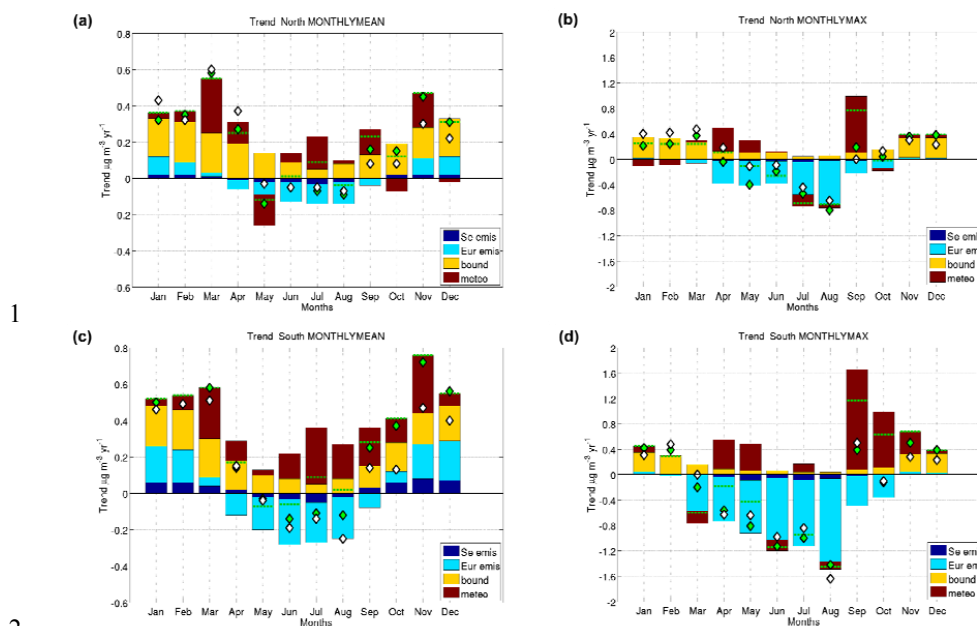 (a) Trend North MONTHLYMEAN
0.8
0.6
0.4
0.2
0
0.2
0.4
0.6
Trend µg m⁻³ yr⁻¹
Jan Feb Mar Apr May Jun Jul Aug Sep Oct Nov Dec
Months
Se emis
Eur emis
bound
meteo
(b) Trend North MONTHLYMAX
2
1.6
1.2
0.8
0.4
0
-0.4
-0.8
-1.2
-1.6
-2
Trend µg m⁻³ yr⁻¹
Jan Feb Mar Apr May Jun Jul Aug Sep Oct Nov Dec
Months
Se emis
Eur emis
bound
meteo
1
(c) Trend South MONTHLYMEAN
0.8
0.6
0.4
0.2
0
-0.2
-0.4
-0.6
Trend µg m⁻³ yr⁻¹
Jan Feb Mar Apr May Jun Jul Aug Sep Oct Nov Dec
Months
Se emis
Eur emis
bound
meteo
(d) Trend South MONTHLYMAX
2
1.6
1.2
0.8
0.4
0
-0.4
-0.8
-1.2
-1.6
-2
Trend µg m⁻³ yr⁻¹
Jan Feb Mar Apr May Jun Jul Aug Sep Oct Nov Dec
Months
Se emis
Eur emis
bound
meteo